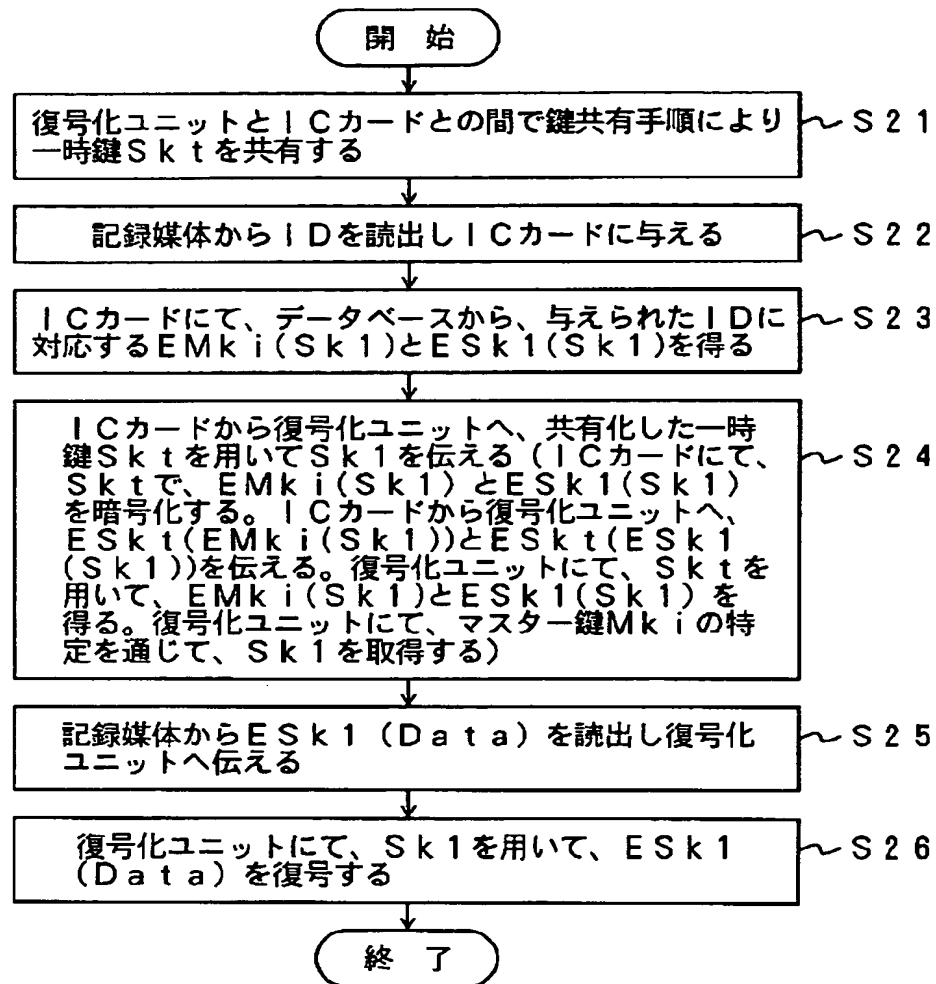 開　始
復号化ユニットとＩＣカードとの間で鍵共有手順により ～Ｓ２１
一時鍵Ｓｋｔを共有する
記録媒体からＩＤを読出しＩＣカードに与える ～Ｓ２２
ＩＣカードにて、データベースから、与えられたＩＤに ～Ｓ２３
対応するＥＭｋｉ(Ｓｋ1)とＥＳｋ1(Ｓｋ1)を得る
ＩＣカードから復号化ユニットへ、共有化した一時
鍵Ｓｋｔを用いてＳｋ1を伝える（ＩＣカードにて、 ～Ｓ２４
Ｓｋｔで、ＥＭｋｉ(Ｓｋ1)とＥＳｋ1(Ｓｋ1)
を暗号化する。ＩＣカードから復号化ユニットへ、
ＥＳｋｔ(ＥＭｋｉ(Ｓｋ1))とＥＳｋｔ(ＥＳｋ1
(Ｓｋ1))を伝える。復号化ユニットにて、Ｓｋｔを
用いて、ＥＭｋｉ(Ｓｋ1)とＥＳｋ1(Ｓｋ1)を
得る。復号化ユニットにて、マスター鍵Ｍｋｉの特
定を通じて、Ｓｋ1を取得する）
記録媒体からＥＳｋ1（Ｄａｔａ）を読出し復号化 ～Ｓ２５
ユニットへ伝える
復号化ユニットにて、Ｓｋ1を用いて、ＥＳｋ1 ～Ｓ２６
（Ｄａｔａ）を復号する
終　了